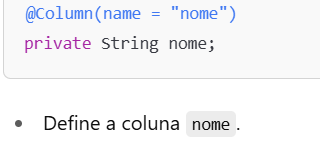 @Column(name = "nome")
private String nome;
Define a coluna nome.